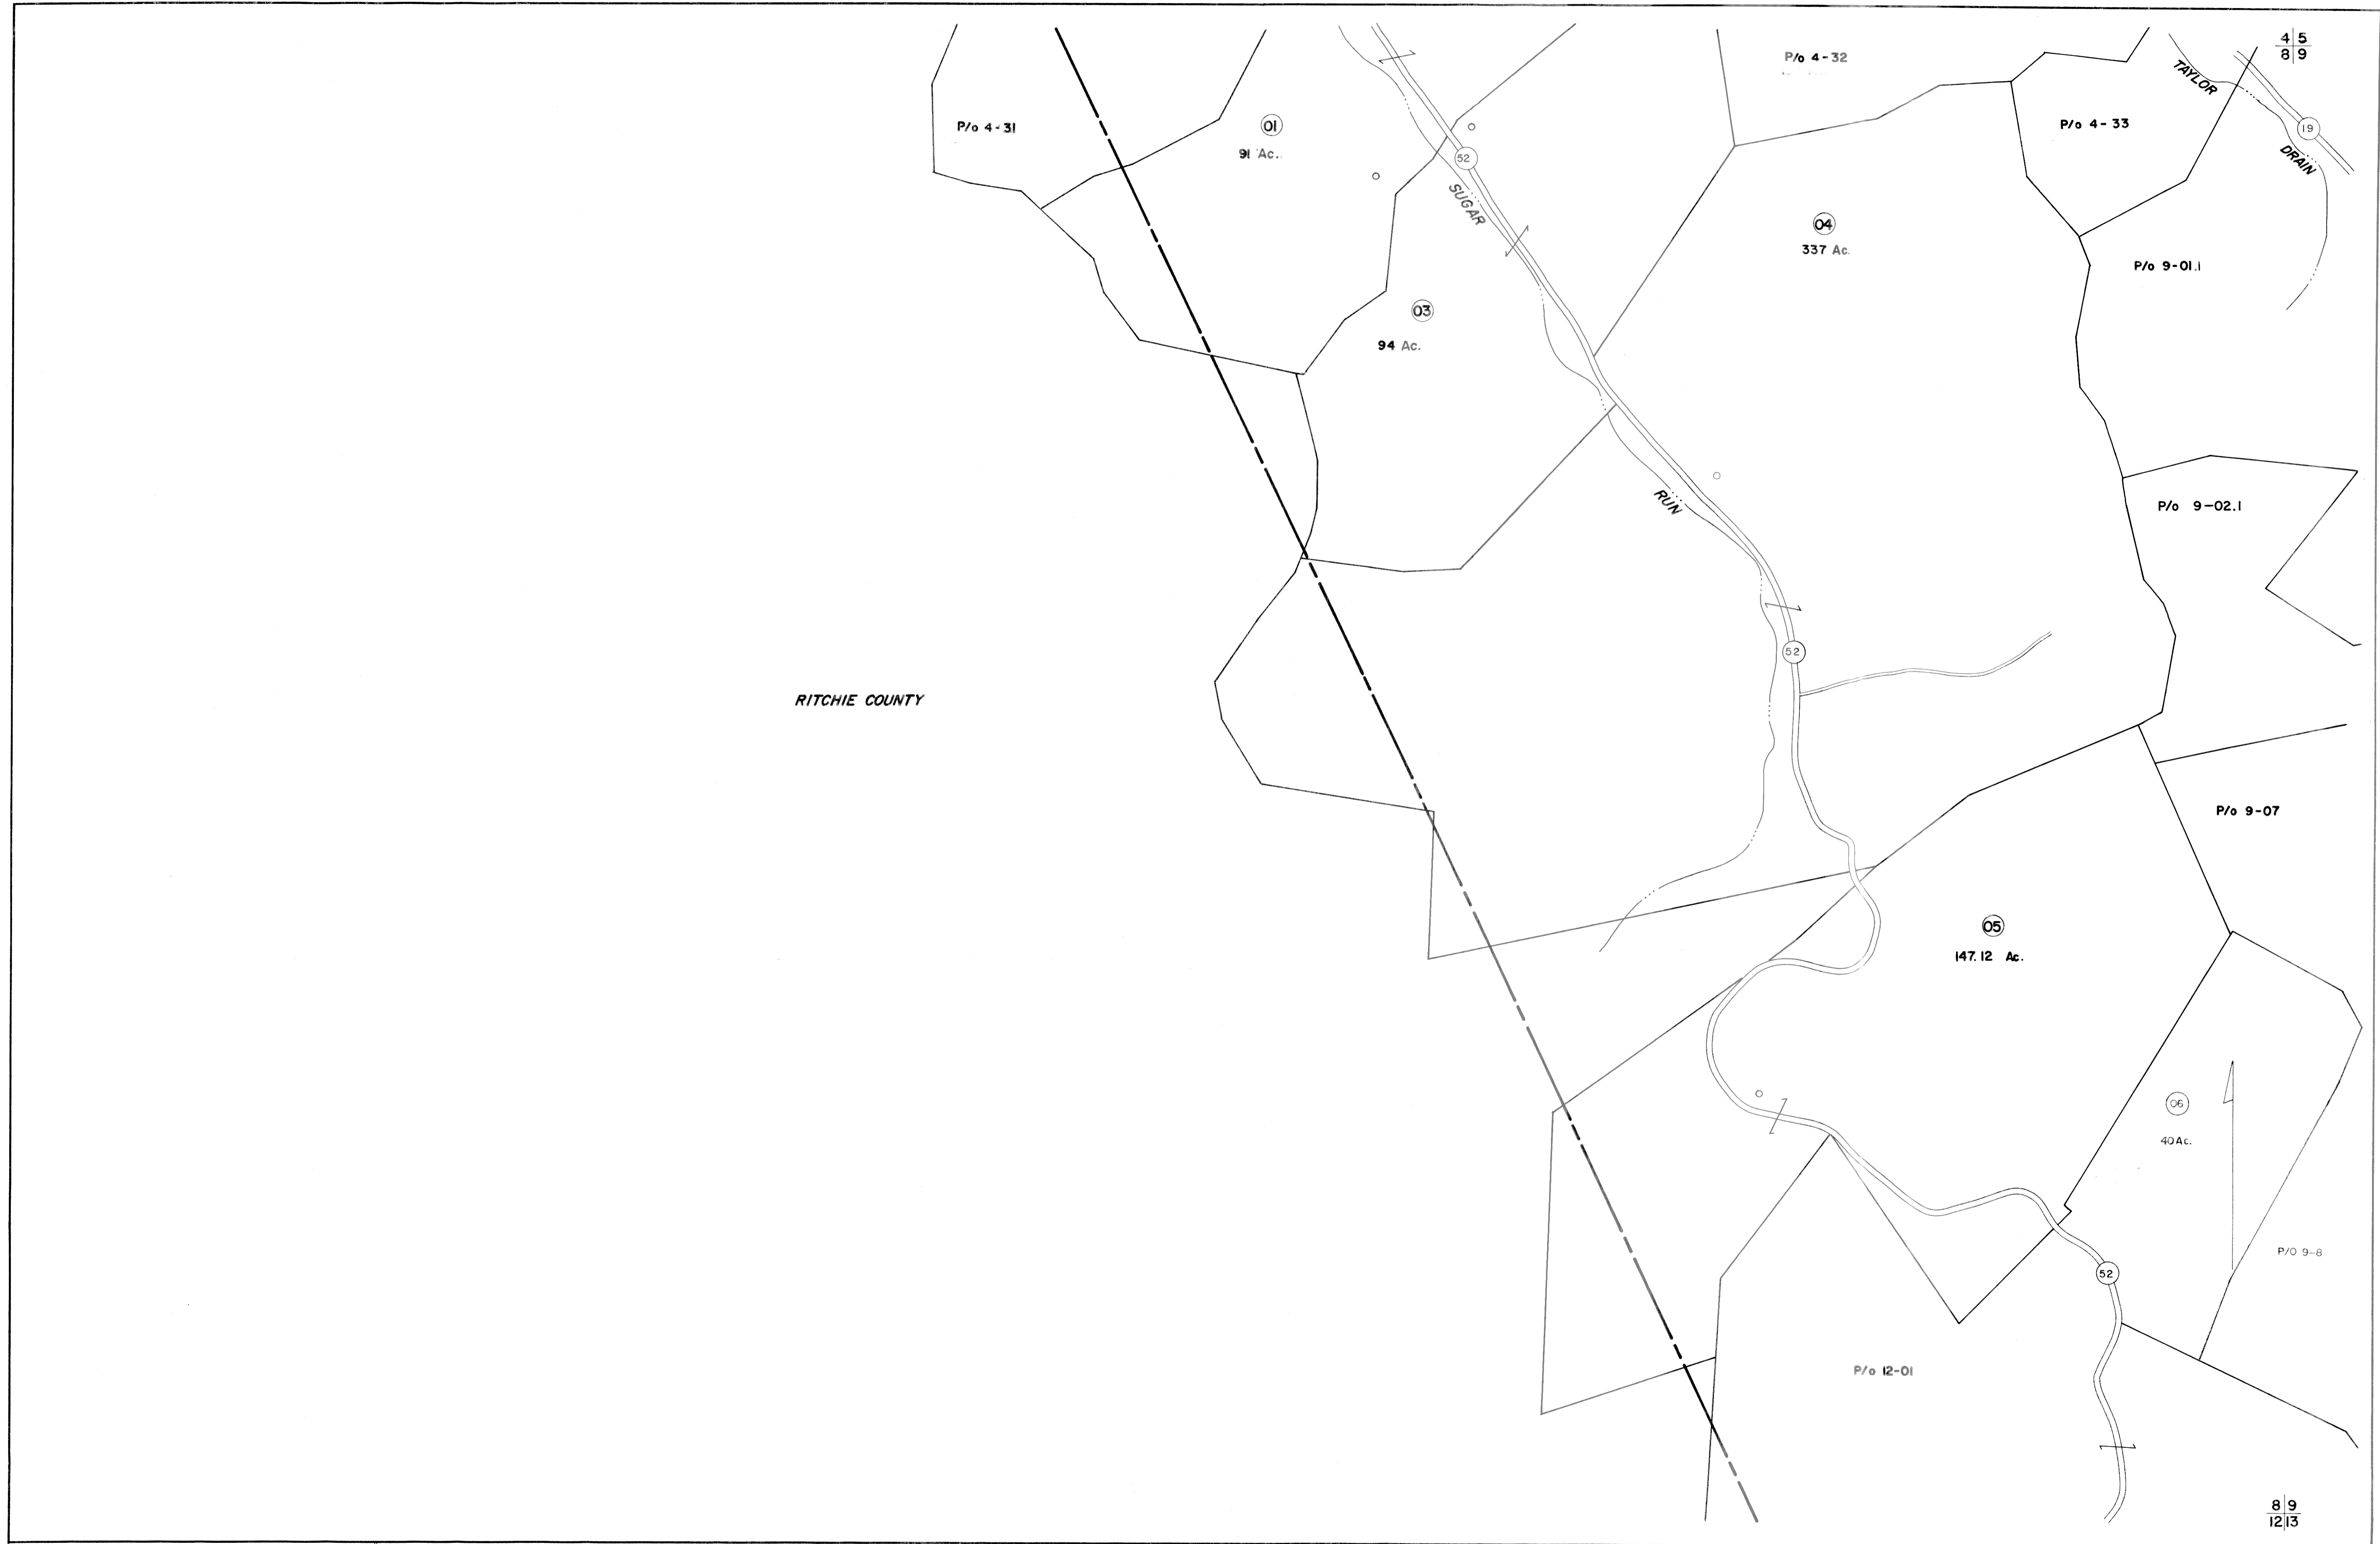 4 5
8 9
P/o 4-32
TAYLOR
P/o 4-33
19
P/o 4-31
01
91 Ac.
52
DRAIN
SUGAR
04
337 Ac.
P/o 9-01.1
03
94 Ac.
RUN
P/o 9-02.1
52
RITCHIE COUNTY
P/o 9-07
05
147.12 Ac.
06
40 Ac.
P/O 9-8
52
P/o 12-01
8 9
12 13